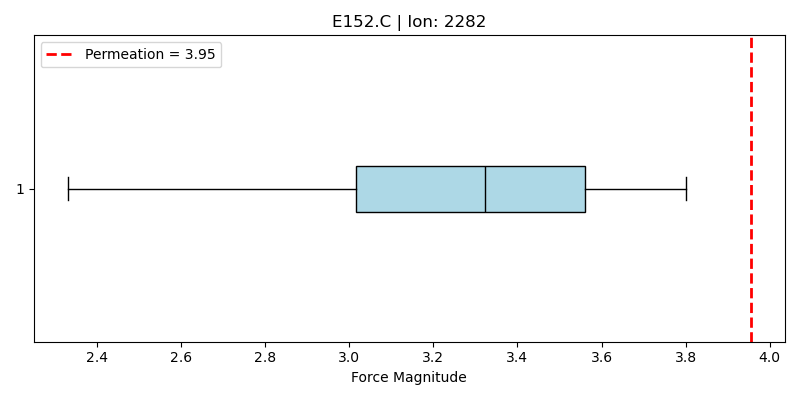 E152.C | Ion: 2282
Permeation = 3.95
1
2.4 2.6 2.8 3.0 3.2 3.4 3.6 3.8 4.0
Force Magnitude